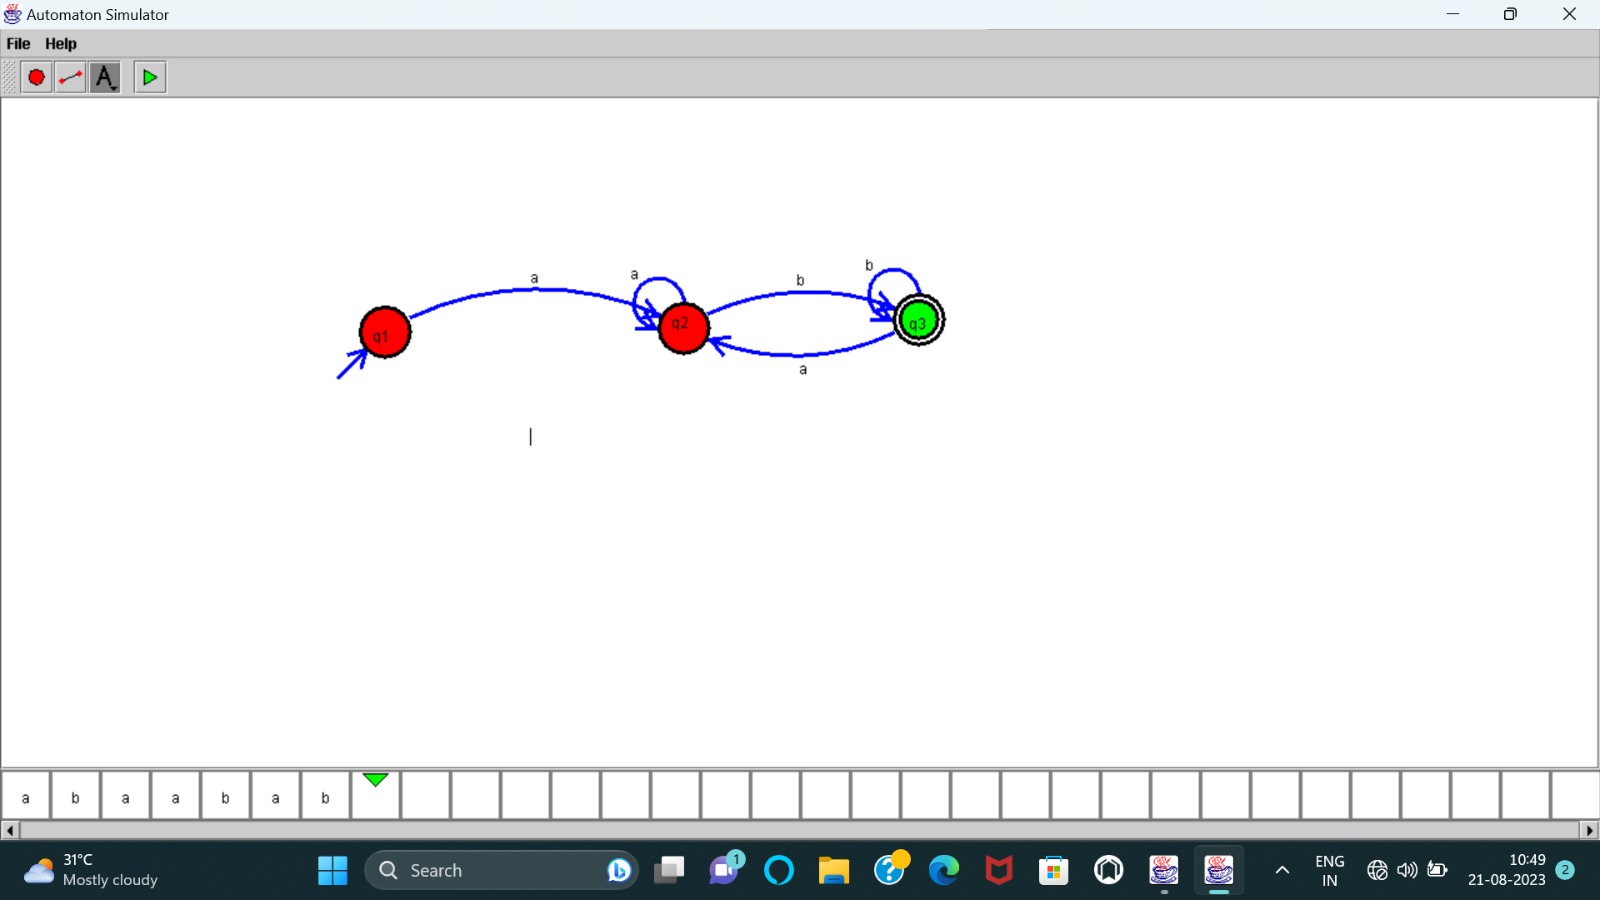 Automaton Simulator
File Help
A
a
a
b
b
q1
q2
q3
a
a b a a b a b
31°C
Mostly cloudy
Search
1
ENG
IN
10:49
21-08-2023
2